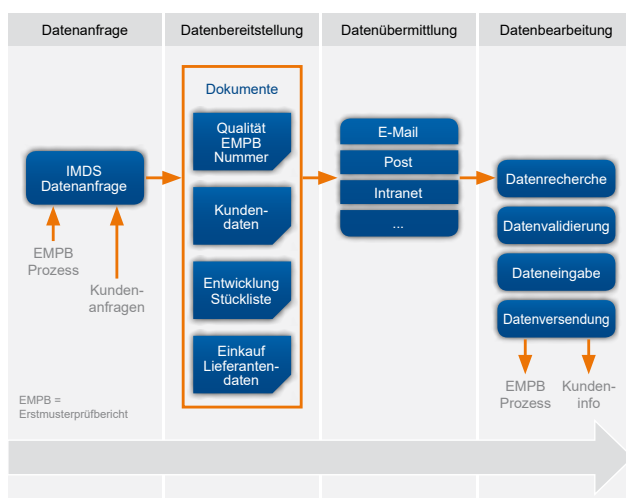 Datenanfrage
Datenbereitstellung
Datenübermittlung
Datenbearbeitung
IMDS
Datenanfrage
EMPB
Prozess
Kunden-
anfragen
EMPB =
Erstmusterprüfbericht
Dokumente
Qualität
EMPB
Nummer
Kunden-
daten
Entwicklung
Stückliste
Einkauf
Lieferanten-
daten
E-Mail
Post
Intranet
...
Datenrecherche
Datenvalidierung
Dateneingabe
Datenversendung
EMPB
Prozess
Kunden-
info